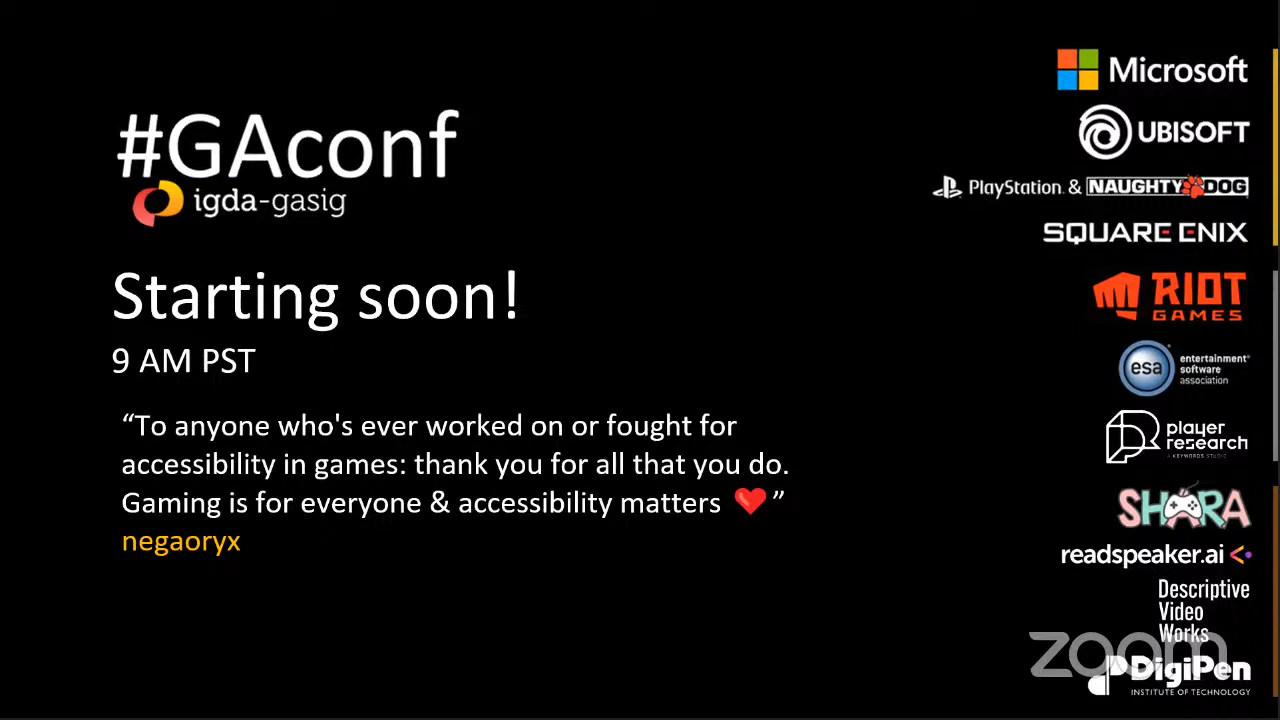 #GAconf
igda-gasig
Starting soon!
9 AM PST
“To anyone who's ever worked on or fought for
accessibility in games: thank you for all that you do.
Gaming is for everyone & accessibility matters ❤️”
negaoryx
Microsoft
UBISOFT
PlayStation & NAUGHTY DOG
SQUARE ENIX
RIOT
GAMES
esa
entertainment®
software
association
player
research
A KEYWORDS STUDIO
SHARA
readspeaker.ai
Descriptive
Video
Works
zoom
DigiPen
INSTITUTE OF TECHNOLOGY